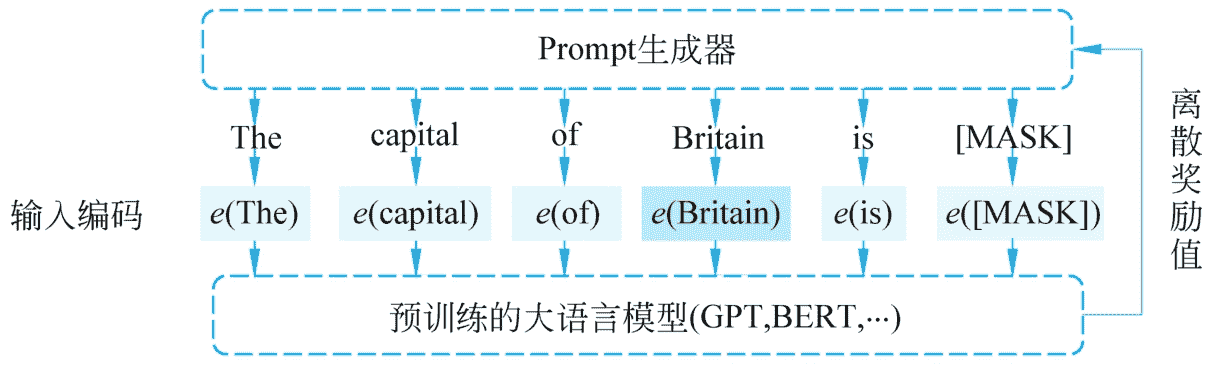 Prompt生成器
The capital of Britain is [MASK]
输入编码 e(The) e(capital) e(of) e(Britain) e(is) e([MASK])
预训练的大语言模型(GPT,BERT,···)
离散奖励值